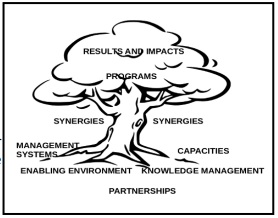 RESULTS AND IMPACTS
PROGRAMS
SYNERGIES SYNERGIES
MANAGEMENT
SYSTEMS
CAPACITIES
ENABLING ENVIRONMENT KNOWLEDGE MANAGEMENT
PARTNERSHIPS